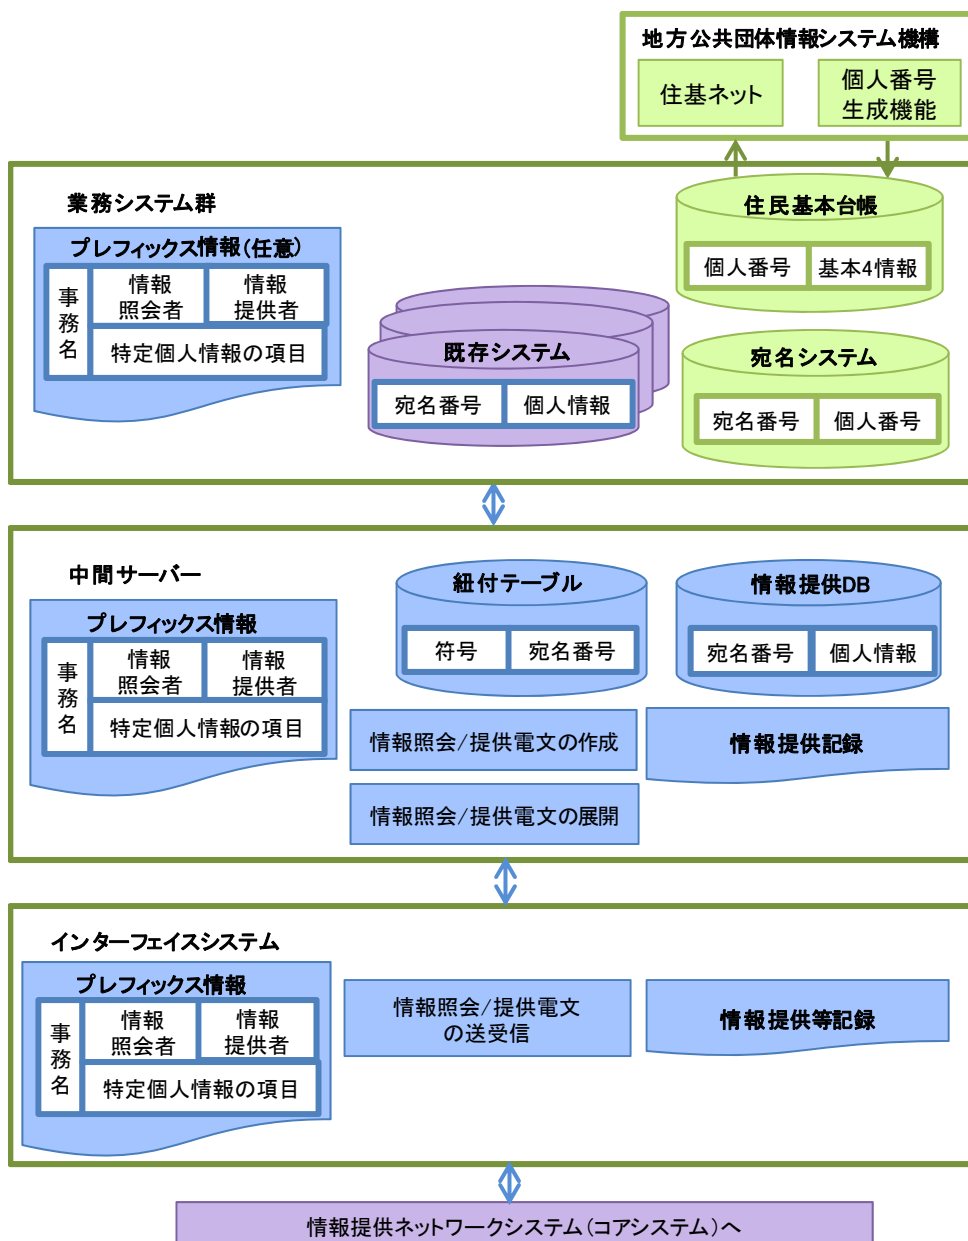 地方公共団体情報システム機構
住基ネット
個人番号
生成機能
業務システム群
プレフィックス情報(任意)
事務名
情報
照会者
情報
提供者
特定個人情報の項目
既存システム
宛名番号
個人情報
住民基本台帳
個人番号
基本4情報
宛名システム
宛名番号
個人番号
中間サーバー
プレフィックス情報
事務名
情報
照会者
情報
提供者
特定個人情報の項目
紐付テーブル
符号
宛名番号
情報提供DB
宛名番号
個人情報
情報照会/提供電文の作成
情報提供記録
情報照会/提供電文の展開
インターフェイスシステム
プレフィックス情報
事務名
情報
照会者
情報
提供者
特定個人情報の項目
情報照会/提供電文
の送受信
情報提供等記録
情報提供ネットワークシステム(コアシステム)へ